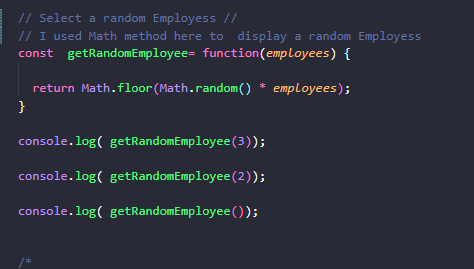 // Select a random Employess //
// I used Math method here to  display a random Employess
const  getRandomEmployee= function(employees) {
return Math.floor(Math.random() * employees);
}
console.log( getRandomEmployee(3));
console.log( getRandomEmployee(2));
console.log( getRandomEmployee());
/*